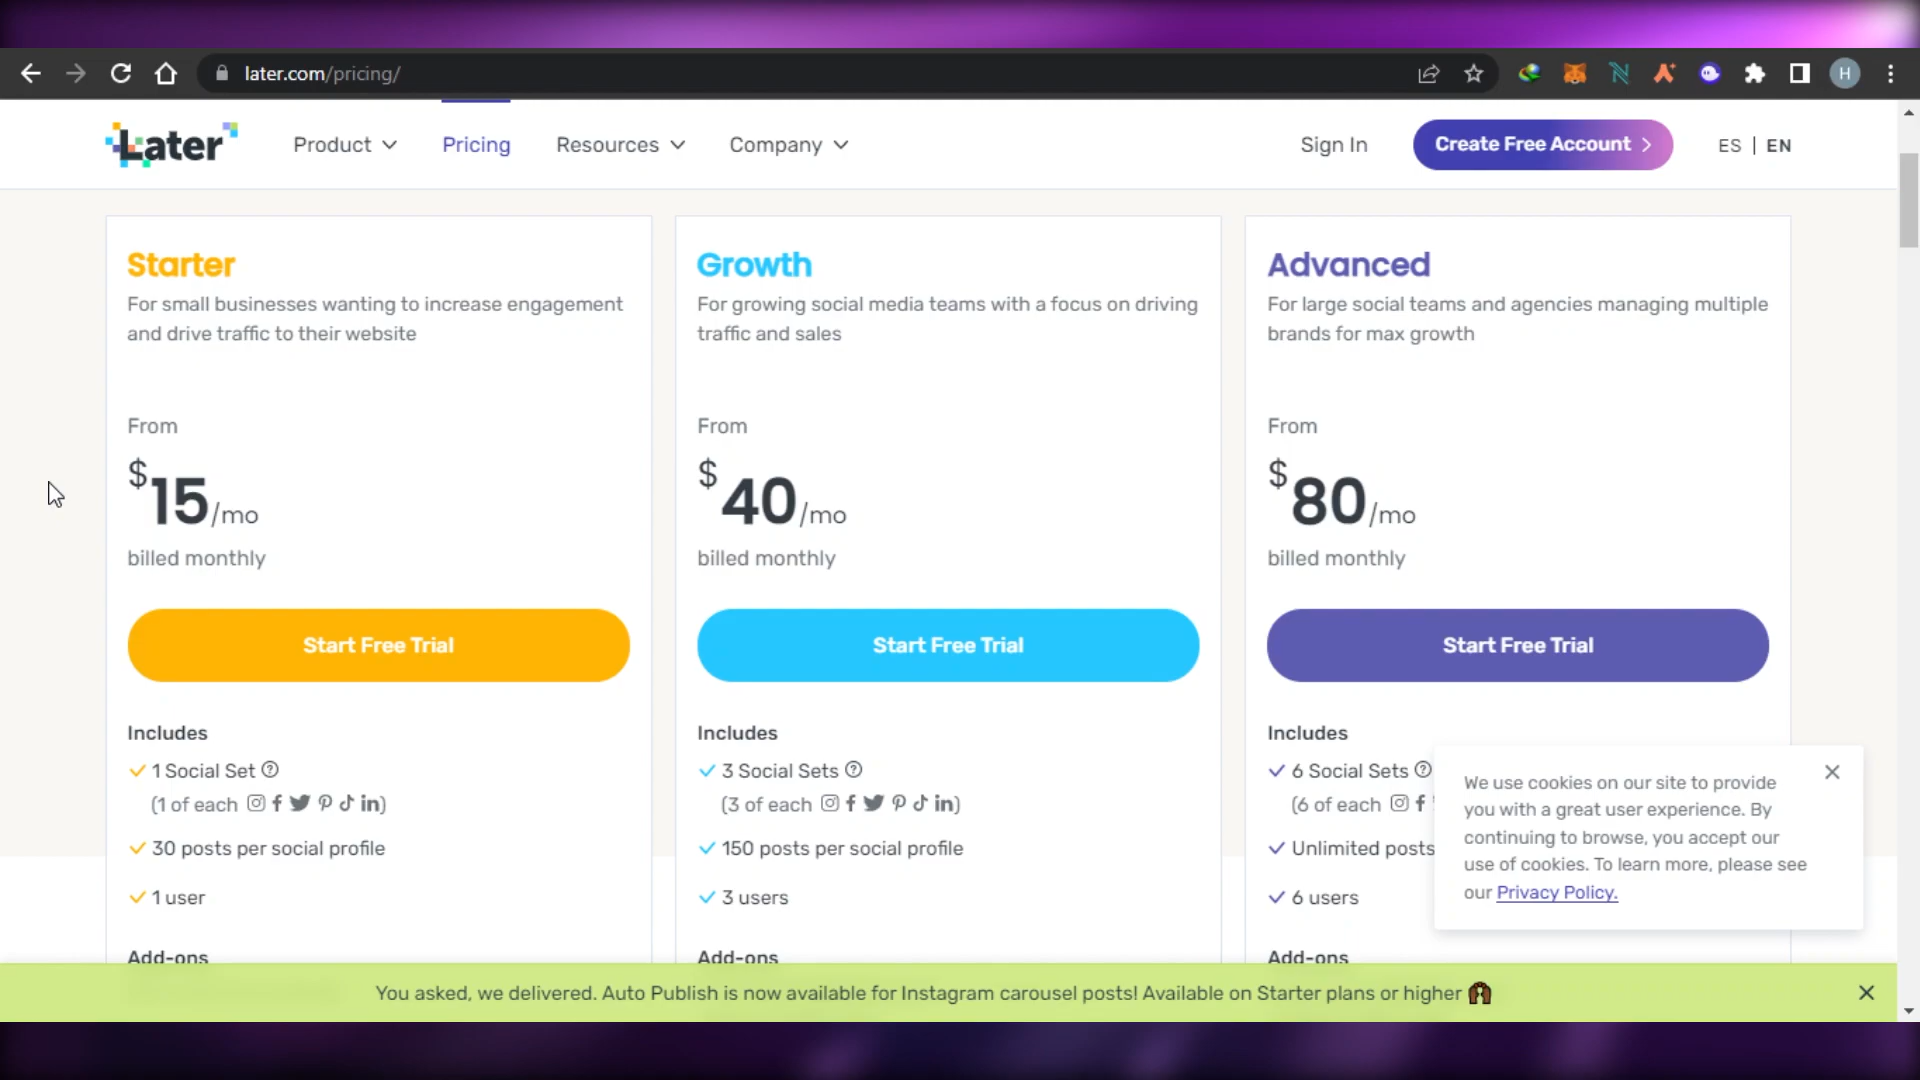 later.com/pricing/
H
Later
Product
Pricing
Resources
Company
Sign In
Create Free Account
ES | EN
Starter
For small businesses wanting to increase engagement
and drive traffic to their website
From
$15/mo
billed monthly
Start Free Trial
Includes
1 Social Set
(1 of each )
30 posts per social profile
1 user
Add-ons
Growth
For growing social media teams with a focus on driving
traffic and sales
From
$40/mo
billed monthly
Start Free Trial
Includes
3 Social Sets
(3 of each )
150 posts per social profile
3 users
Add-ons
Advanced
For large social teams and agencies managing multiple
brands for max growth
From
$80/mo
billed monthly
Start Free Trial
Includes
6 Social Sets
(6 of each
Unlimited posts
6 users
Add-ons
We use cookies on our site to provide
you with a great user experience. By
continuing to browse, you accept our
use of cookies. To learn more, please see
our Privacy Policy.
You asked, we delivered. Auto Publish is now available for Instagram carousel posts! Available on Starter plans or higher